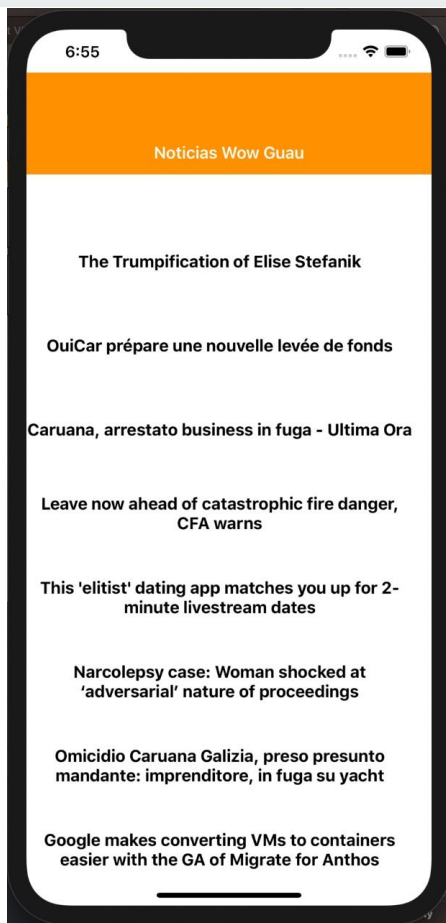 6:55
Noticias Wow Guau
The Trumpification of Elise Stefanik
OuiCar prépare une nouvelle levée de fonds
Caruana, arrestato business in fuga - Ultima Ora
Leave now ahead of catastrophic fire danger,
CFA warns
This 'elitist' dating app matches you up for 2-
minute livestream dates
Narcolepsy case: Woman shocked at
‘adversarial’ nature of proceedings
Omicidio Caruana Galizia, preso presunto
mandante: imprenditore, in fuga su yacht
Google makes converting VMs to containers
easier with the GA of Migrate for Anthos